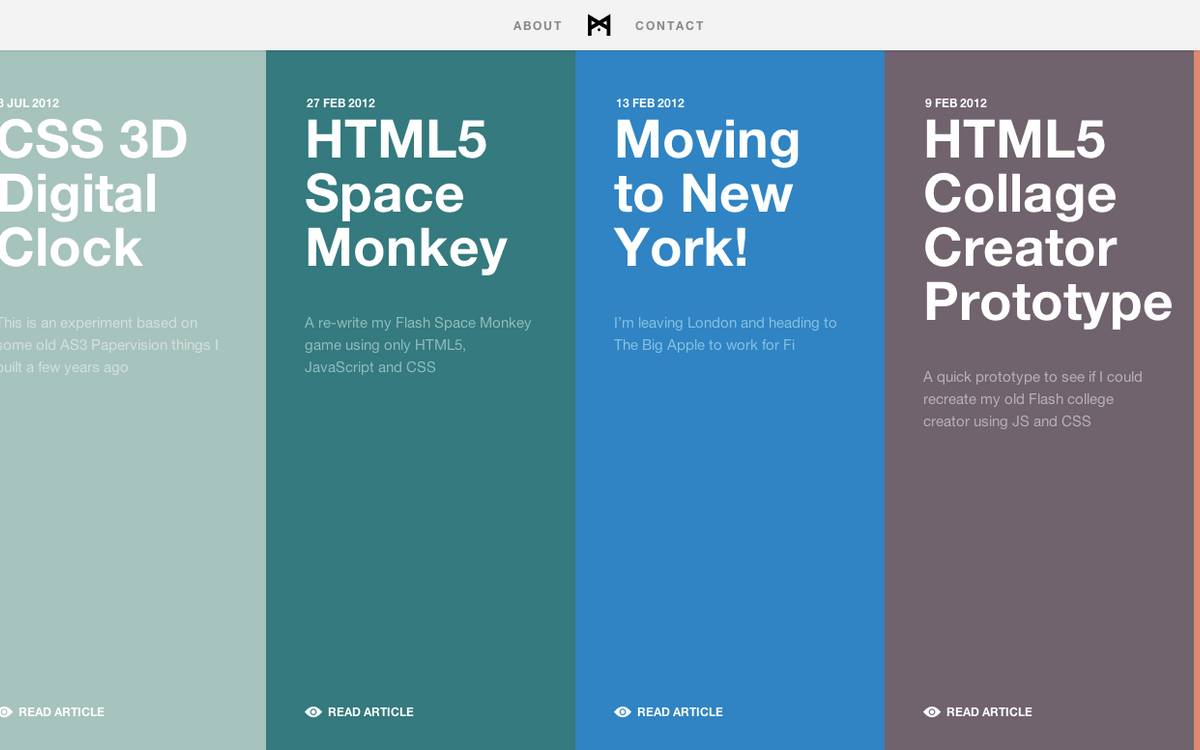 ABOUT
CONTACT
JUL 2012
CSS 3D
Digital
Clock
This is an experiment based on
some old AS3 Papervision things I
built a few years ago
READ ARTICLE
27 FEB 2012
HTML5
Space
Monkey
A re-write my Flash Space Monkey
game using only HTML5,
JavaScript and CSS
READ ARTICLE
13 FEB 2012
Moving
to New
York!
I'm leaving London and heading to
The Big Apple to work for Fi
READ ARTICLE
9 FEB 2012
HTML5
Collage
Creator
Prototype
A quick prototype to see if I could
recreate my old Flash college
creator using JS and CSS
READ ARTICLE